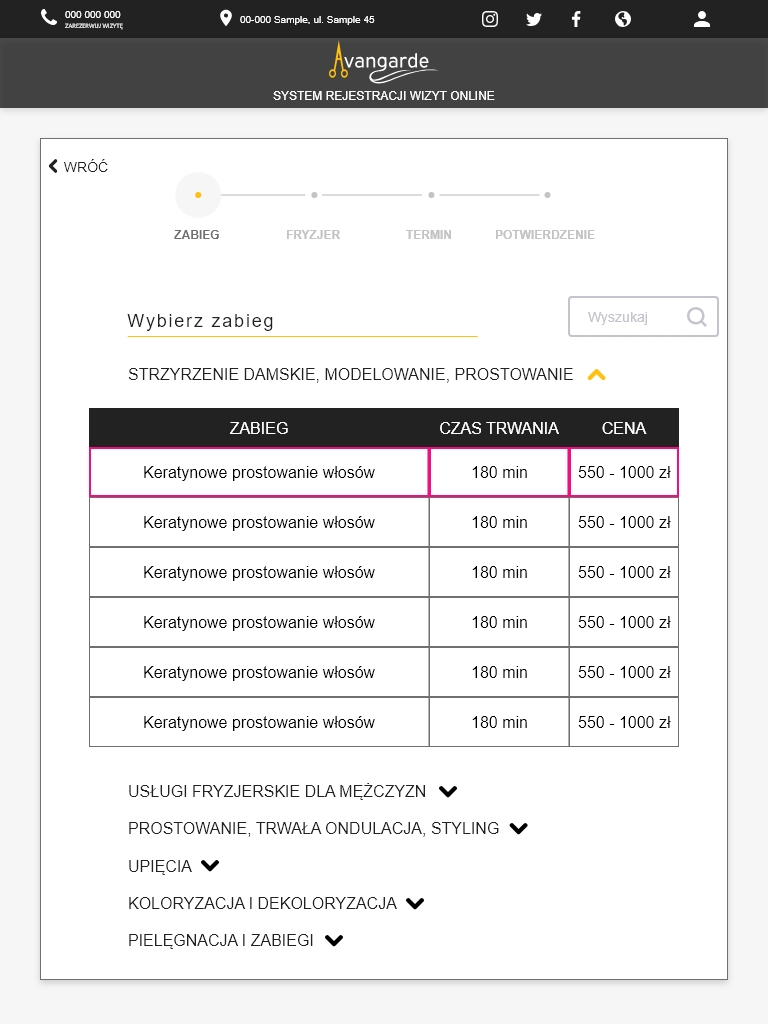 000 000 000
ZAREZERWUJ WIZYTĘ
00-000 Sample, ul. Sample 45
Avangarde
SYSTEM REJESTRACJI WIZYT ONLINE
WRÓĆ
ZABIEG FRYZJER TERMIN POTWIERDZENIE
Wybierz zabieg
Wyszukaj
STRZYRZENIE DAMSKIE, MODELOWANIE, PROSTOWANIE
ZABIEG CZAS TRWANIA CENA
Keratynowe prostowanie włosów 180 min 550 - 1000 zł
Keratynowe prostowanie włosów 180 min 550 - 1000 zł
Keratynowe prostowanie włosów 180 min 550 - 1000 zł
Keratynowe prostowanie włosów 180 min 550 - 1000 zł
Keratynowe prostowanie włosów 180 min 550 - 1000 zł
Keratynowe prostowanie włosów 180 min 550 - 1000 zł
USŁUGI FRYZJERSKIE DLA MĘŻCZYZN
PROSTOWANIE, TRWAŁA ONDULACJA, STYLING
UPIĘCIA
KOLORYZACJA I DEKOLORYZACJA
PIELĘGNACJA I ZABIEGI